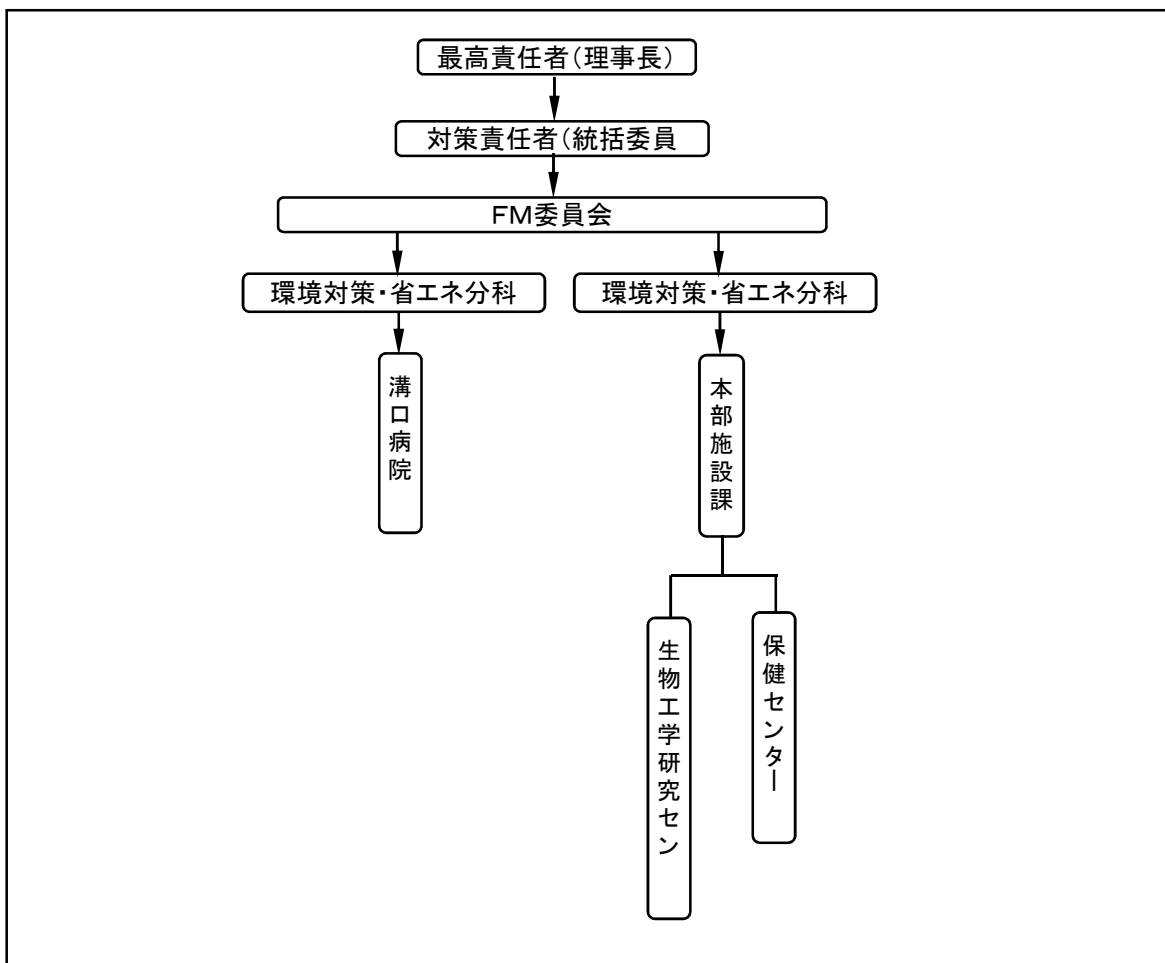 最高責任者(理事長)
対策責任者(統括委員
FM委員会
環境対策・省エネ分科
環境対策・省エネ分科
溝口病院
本部施設課
生物工学研究セン
保健センター